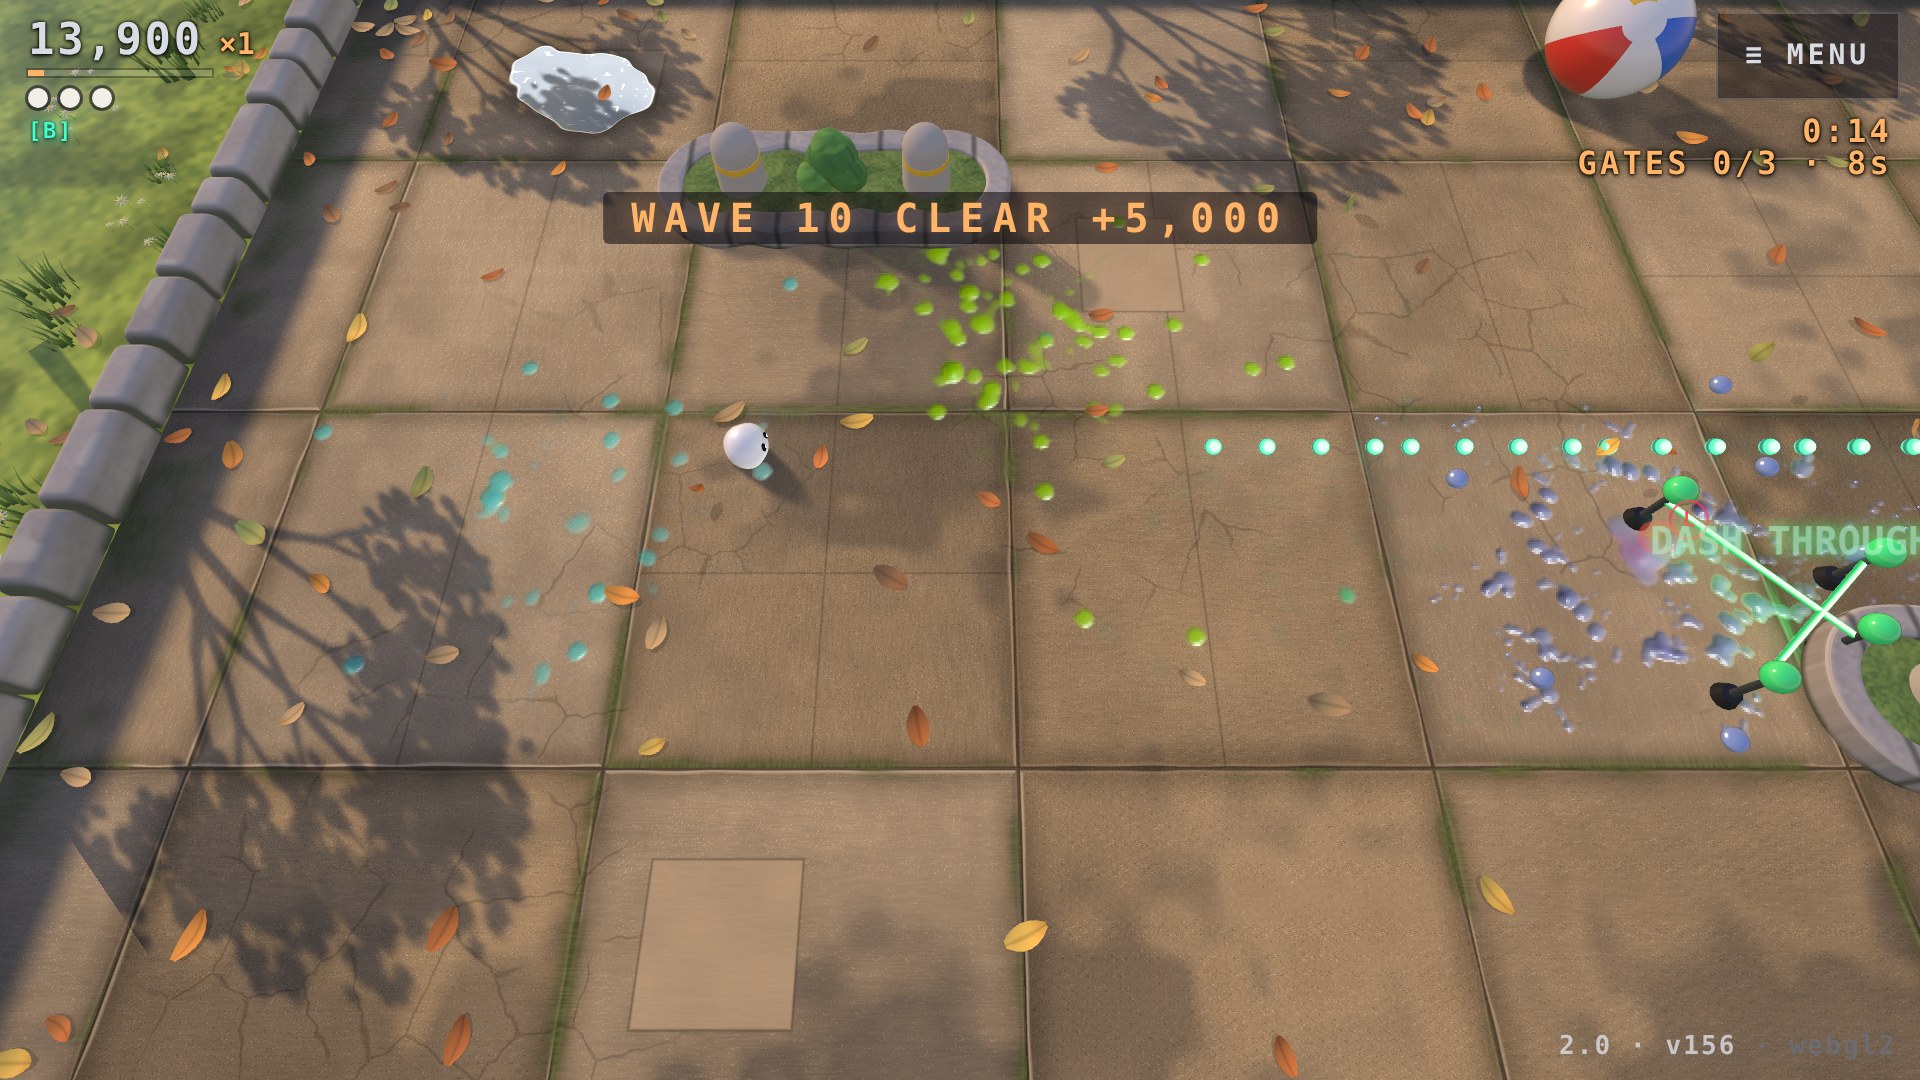 13,900 ×1
[B]
≡ MENU
0:14
GATES 0/3 · 8s
WAVE 10 CLEAR +5,000
DASH THROUGH
2.0 · v156 · webgl2